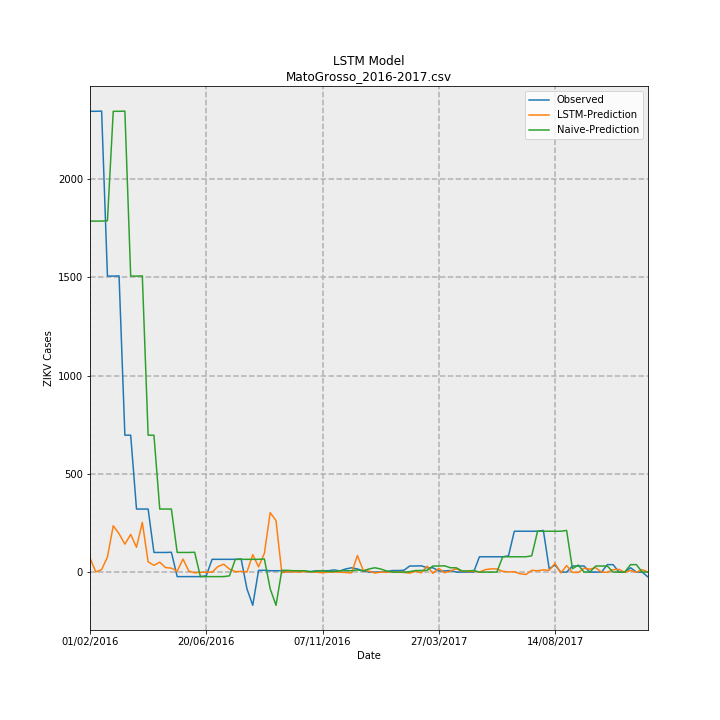 LSTM Model
MatoGrosso_2016-2017.csv
Observed
LSTM-Prediction
Naive-Prediction
2000
1500
1000
500
0
ZIKV Cases
01/02/2016
20/06/2016
07/11/2016
27/03/2017
14/08/2017
Date